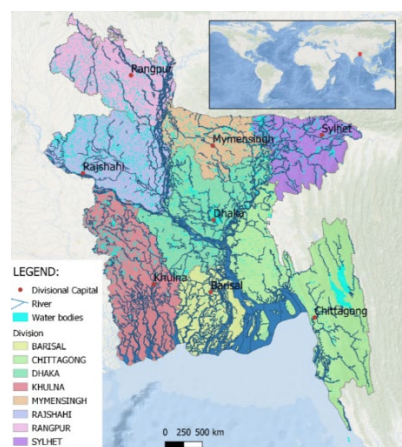 Rangpur
Mymensingh
Sylhet
Rajshahi
Dhaka
Khulna
Barisal
Chittagong
LEGEND:
Divisional Capital
River
Water bodies
Division
BARISAL
CHITTAGONG
DHAKA
KHULNA
MYMENSINGH
RAJSHAHI
RANGPUR
SYLHET
0 250 500 km